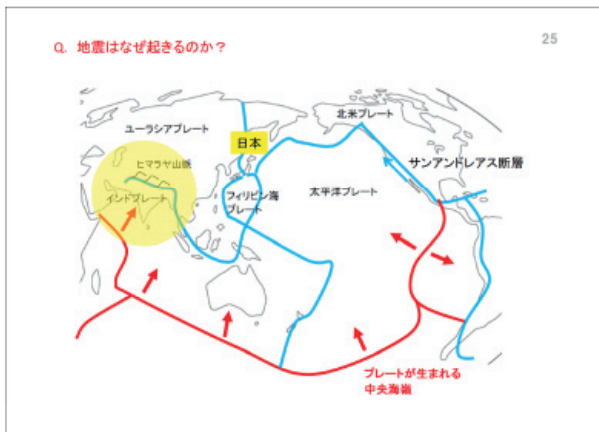 Q. 地震はなぜ起きるのか？
25
北米プレート
ユーラシアプレート
日本
サンアンドレアス断層
ヒマラヤ山脈
インドプレート
フィリピン海
プレート
太平洋プレート
プレートが生まれる
中央海嶺